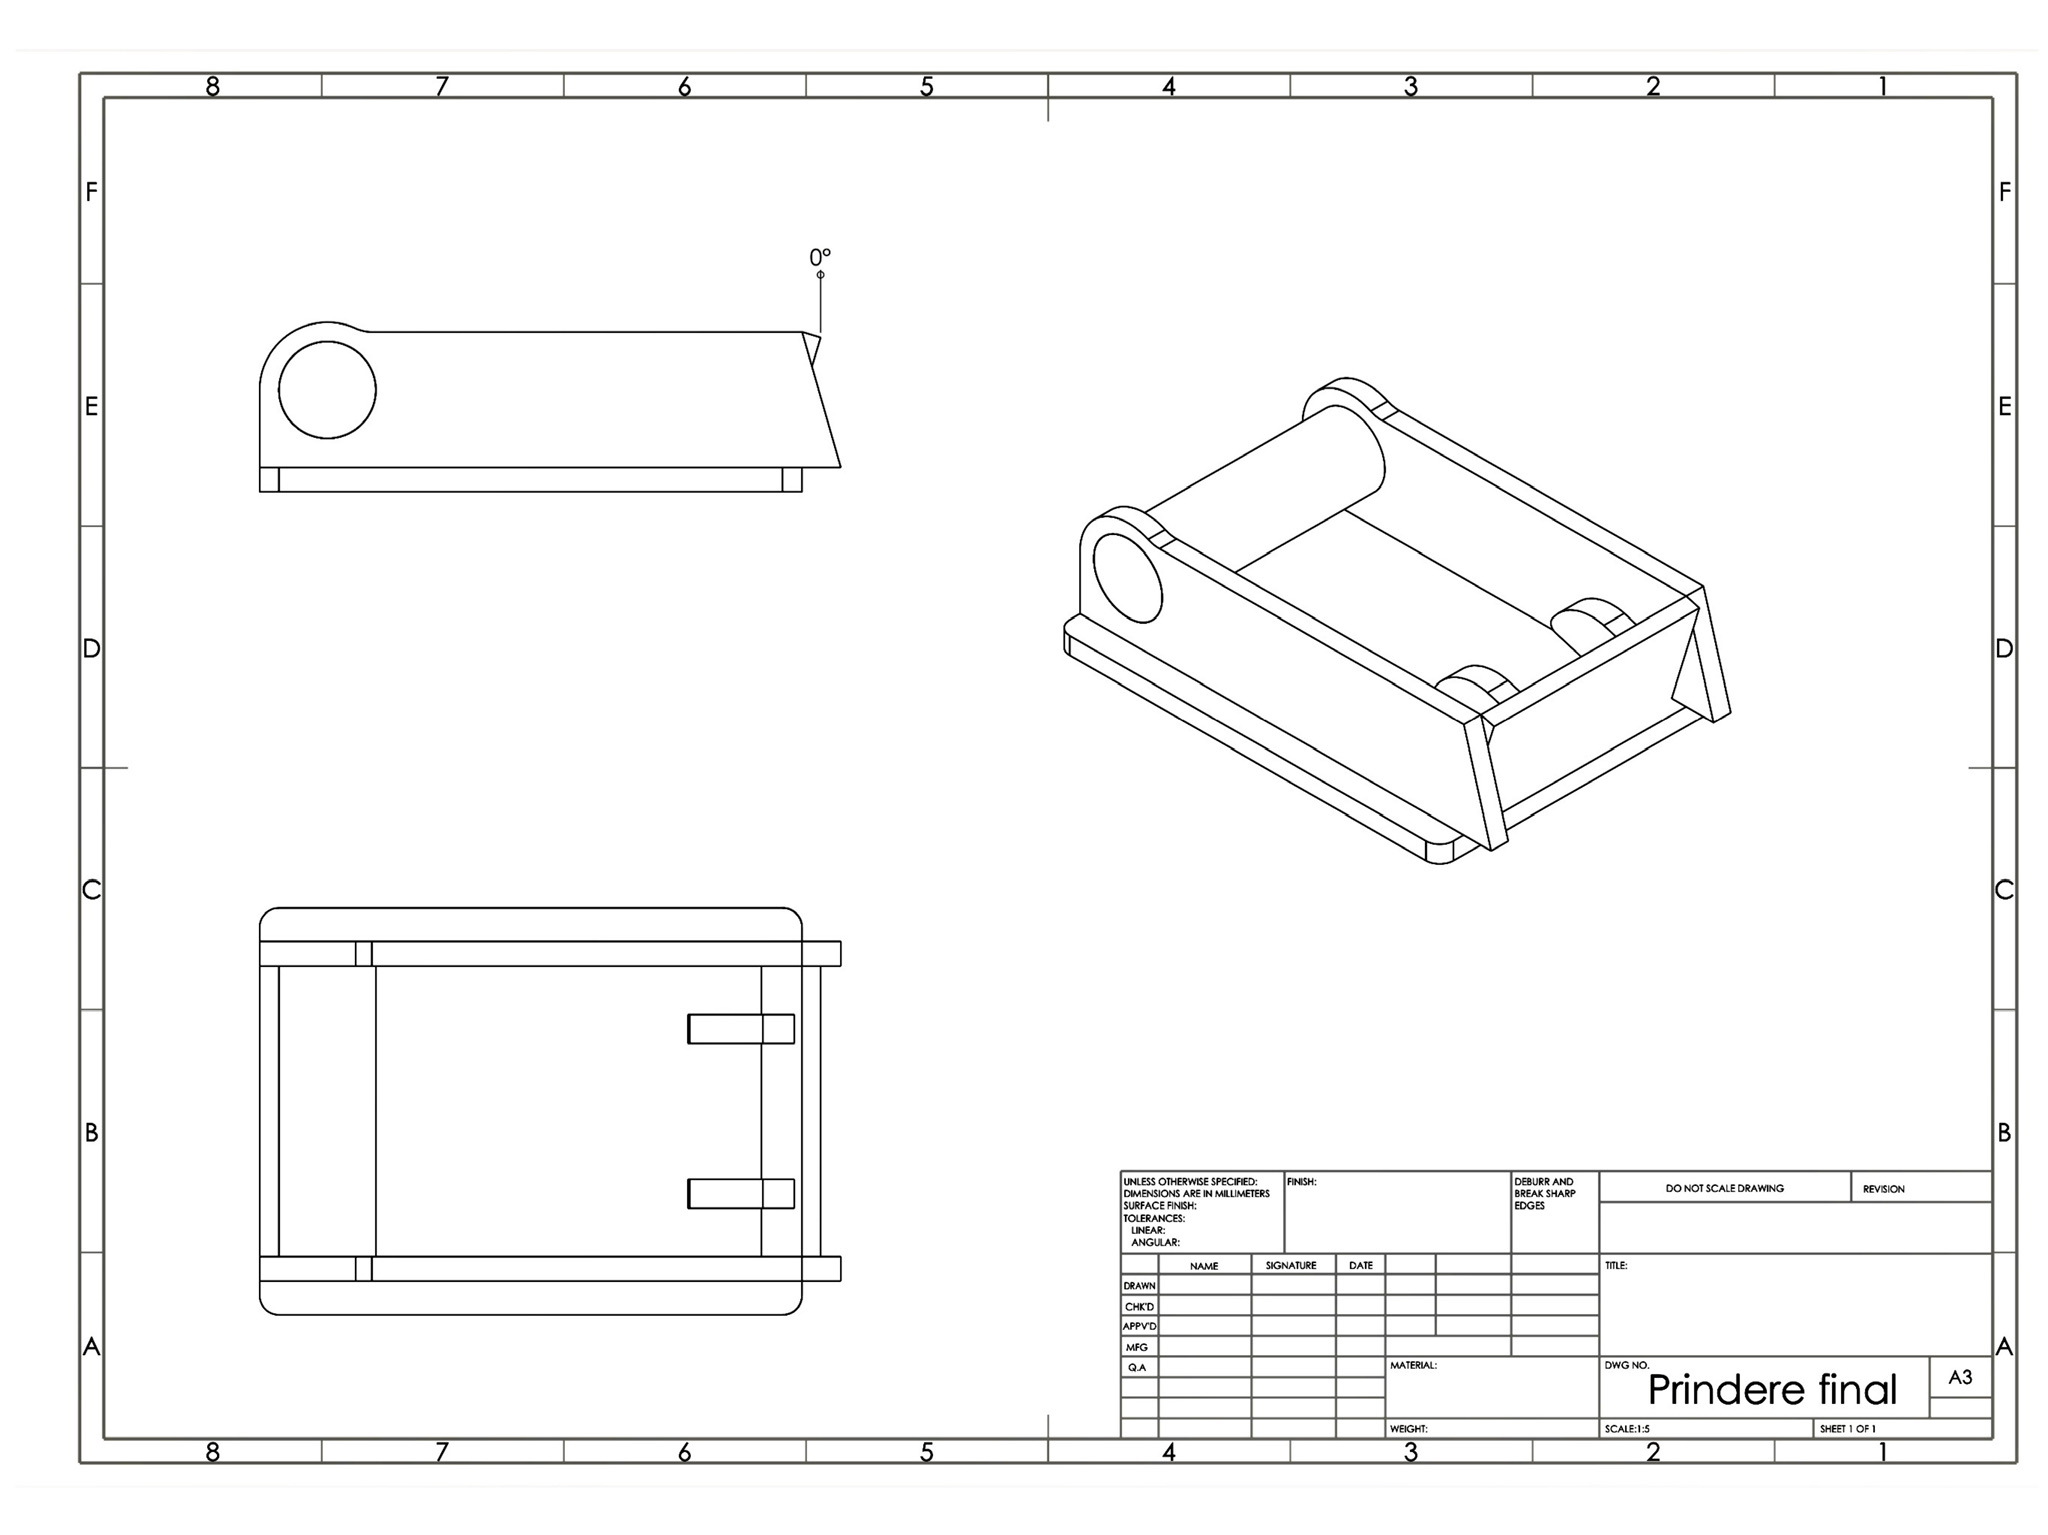 8 7 6 5 4 3 2 1
F F
0°
E E
D D
C C
B B
UNLESS OTHERWISE SPECIFIED:
DIMENSIONS ARE IN MILLIMETERS
SURFACE FINISH:
TOLERANCES:
LINEAR:
ANGULAR:
FINISH:
DEBURR AND
BREAK SHARP
EDGES
DO NOT SCALE DRAWING
REVISION
NAME SIGNATURE DATE
TITLE:
DRAWN
CHK'D
APPV'D
MFG
Q.A
A A
MATERIAL:
DWG NO.
Prindere final
A3
WEIGHT:
SCALE:1:5
SHEET 1 OF 1
8 7 6 5 4 3 2 1